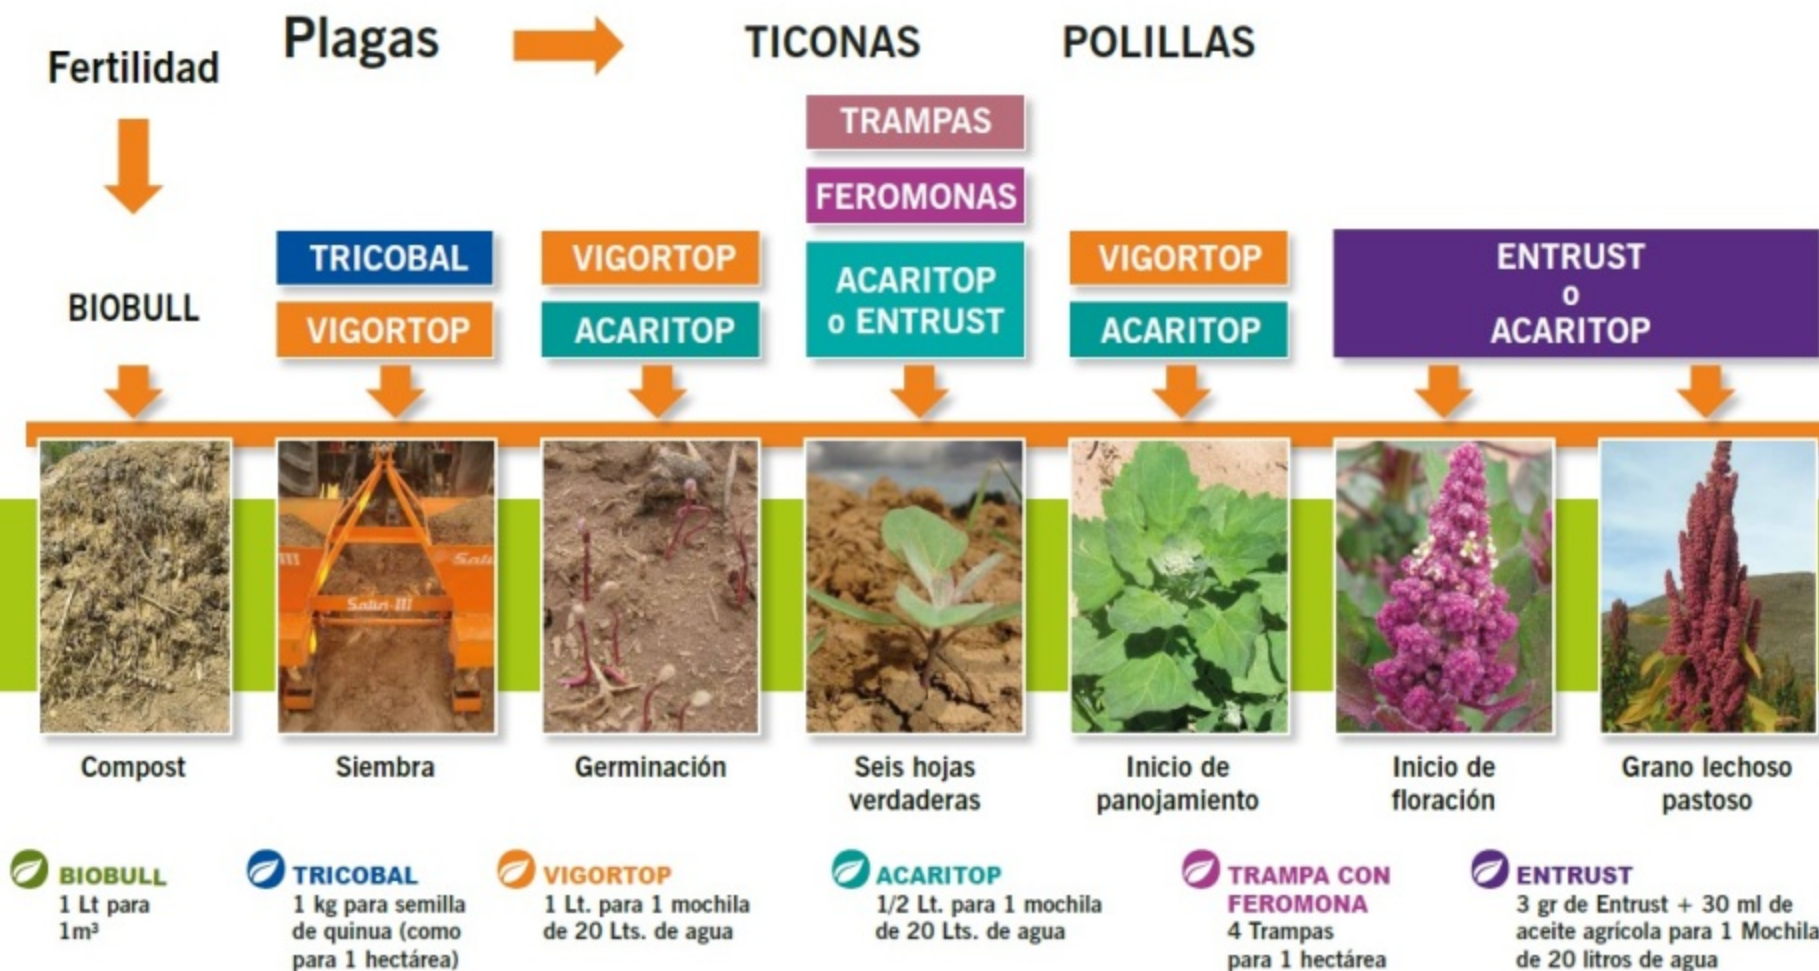 Fertilidad
Plagas
TICONAS
POLILLAS
TRAMPAS
FEROMONAS
BIOBULL
TRICOBAL
VIGORTOP
VIGORTOP
ACARITOP
ACARITOP
o ENTRUST
VIGORTOP
ACARITOP
ENTRUST
o
ACARITOP
III
Satiri III
Sati
Compost
Siembra
Germinación
Seis hojas
verdaderas
Inicio de
panojamiento
Inicio de
floración
Grano lechoso
pastoso
BIOBULL
1 Lt para
1m³
TRICOBAL
1 kg para semilla
de quinua (como
para 1 hectárea)
VIGORTOP
1 Lt. para 1 mochila
de 20 Lts. de agua
ACARITOP
1/2 Lt. para 1 mochila
de 20 Lts. de agua
TRAMPA CON
FEROMONA
4 Trampas
para 1 hectárea
ENTRUST
3 gr de Entrust + 30 ml de
aceite agrícola para 1 Mochila
de 20 litros de agua